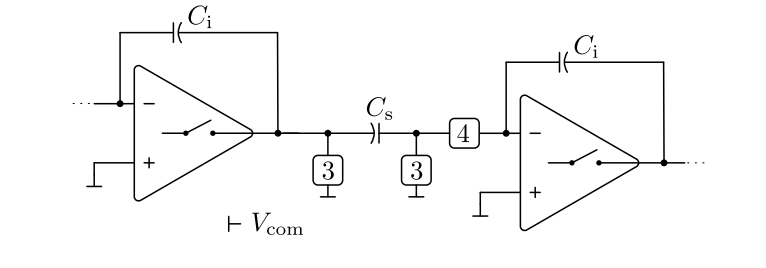 C_i
C_i
C_s
− − 4
+ 3 3 +
⊢ V_com